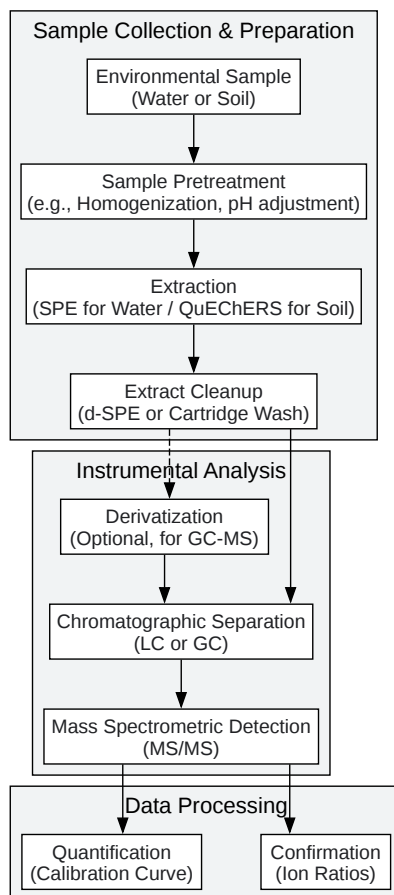 Sample Collection & Preparation
Environmental Sample
(Water or Soil)
Sample Pretreatment
(e.g., Homogenization, pH adjustment)
Extraction
(SPE for Water / QuEChERS for Soil)
Extract Cleanup
(d-SPE or Cartridge Wash)
Instrumental Analysis
Derivatization
(Optional, for GC-MS)
Chromatographic Separation
(LC or GC)
Mass Spectrometric Detection
(MS/MS)
Data Processing
Quantification
(Calibration Curve)
Confirmation
(Ion Ratios)